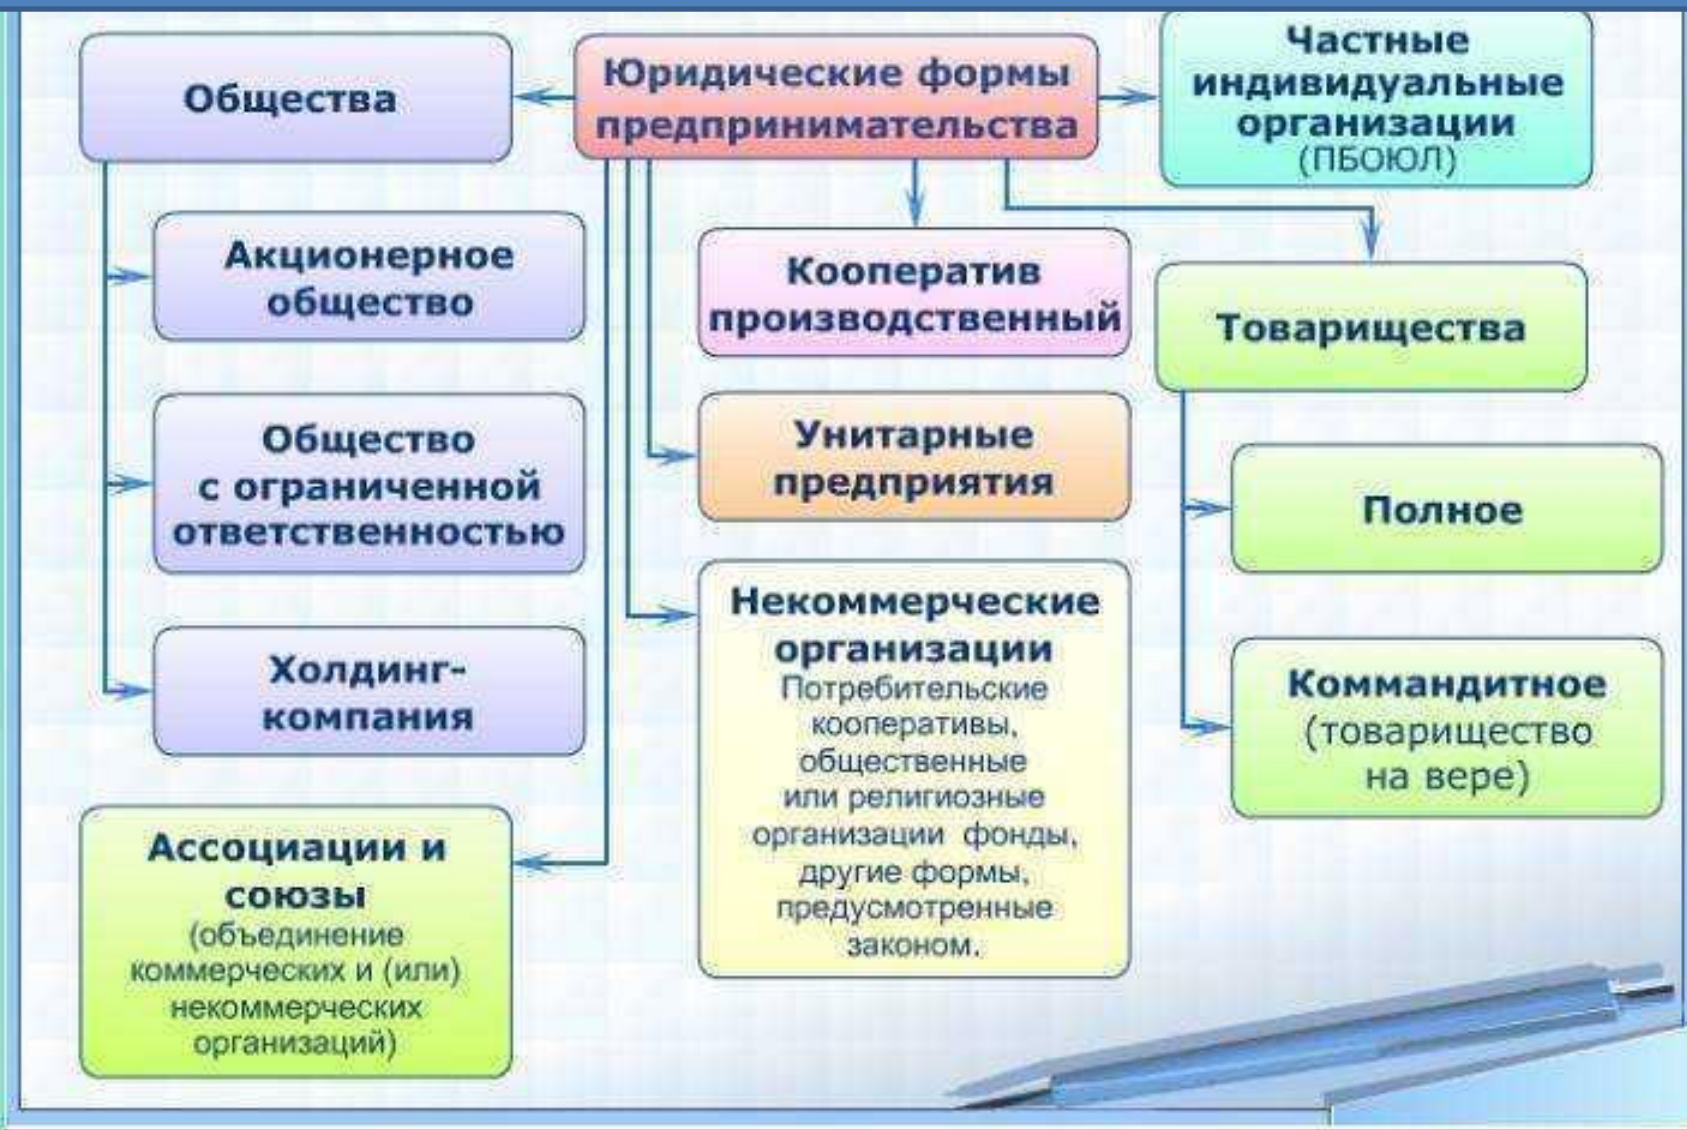 Юридические формы
предпринимательства
Общества
Акционерное
общество
Общество
с ограниченной
ответственностью
Холдинг-
компания
Ассоциации и
союзы
(объединение
коммерческих и (или)
некоммерческих
организаций)
Кооператив
производственный
Унитарные
предприятия
Некоммерческие
организации
Потребительские
кооперативы,
общественные
или религиозные
организации фонды,
другие формы,
предусмотренные
законом.
Частные
индивидуальные
организации
(ПБОЮЛ)
Товарищества
Полное
Коммандитное
(товарищество
на вере)